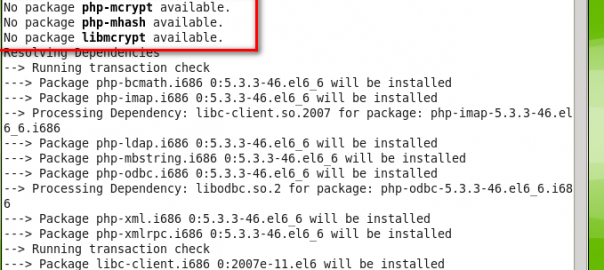 No package php-mcrypt available.
No package php-mhash available.
No package libmcrypt available.
Resolving Dependencies
--> Running transaction check
---> Package php-bcmath.i686 0:5.3.3-46.el6_6 will be installed
---> Package php-imap.i686 0:5.3.3-46.el6_6 will be installed
--> Processing Dependency: libc-client.so.2007 for package: php-imap-5.3.3-46.el
6_6.i686
---> Package php-ldap.i686 0:5.3.3-46.el6_6 will be installed
---> Package php-mbstring.i686 0:5.3.3-46.el6_6 will be installed
---> Package php-odbc.i686 0:5.3.3-46.el6_6 will be installed
--> Processing Dependency: libodbc.so.2 for package: php-odbc-5.3.3-46.el6_6.i68
6
---> Package php-xml.i686 0:5.3.3-46.el6_6 will be installed
---> Package php-xmlrpc.i686 0:5.3.3-46.el6_6 will be installed
--> Running transaction check
---> Package libc-client.i686 0:2007e-11.el6 will be installed